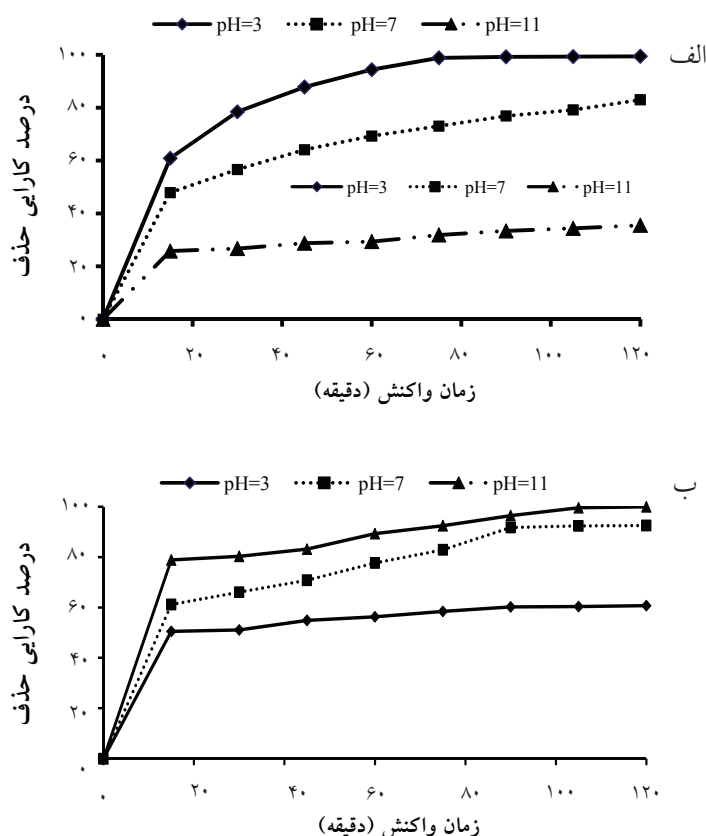 pH=3 pH=7 pH=11
الف
۱۰۰
۸۰
۶۰
۴۰
۲۰
۰
درصد کارایی حذف
pH=3 pH=7 pH=11
۰ ۲۰ ۴۰ ۶۰ ۸۰ ۱۰۰ ۱۲۰
زمان واکنش (دقیقه)
ب
pH=3 pH=7 pH=11
۱۰۰
۸۰
۶۰
۴۰
۲۰
۰
درصد کارایی حذف
۰ ۲۰ ۴۰ ۶۰ ۸۰ ۱۰۰ ۱۲۰
زمان واکنش (دقیقه)